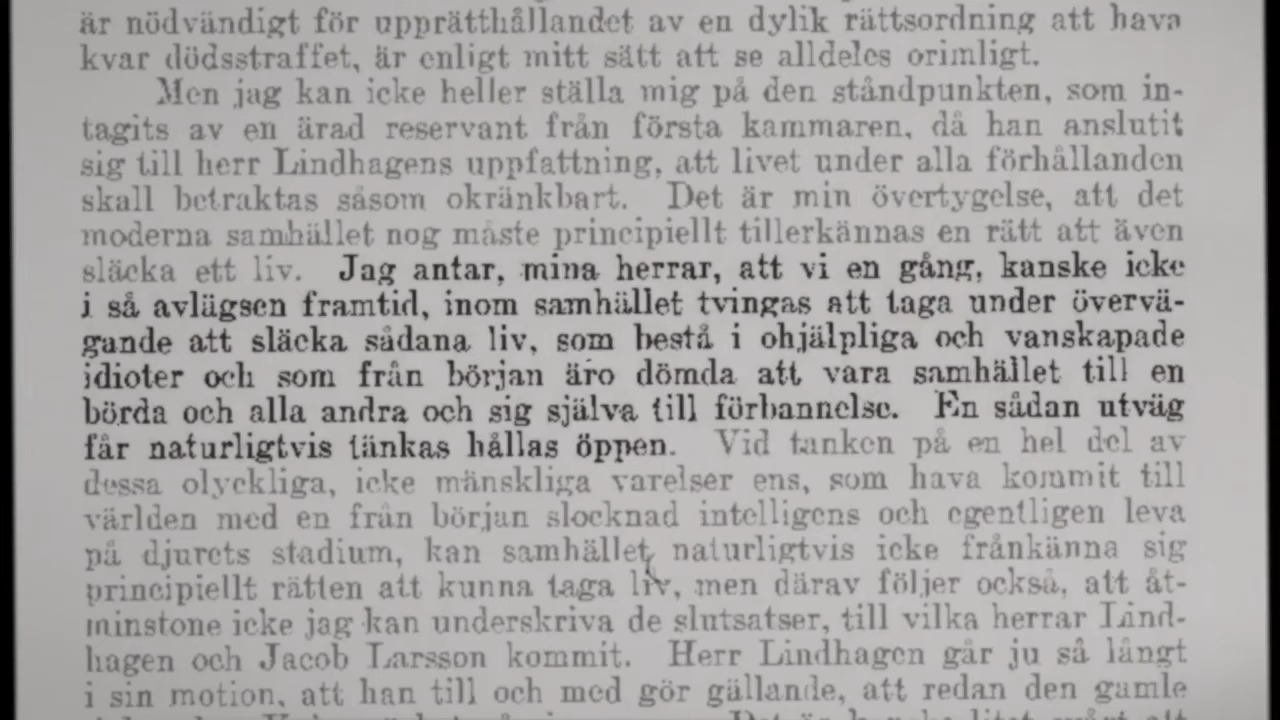 är nödvändigt för upprätthållandet av en dylik rättsordning att hava
kvar dödsstraffet, är enligt mitt sätt att se alldeles orimligt.
Men jag kan icke heller ställa mig på den ståndpunkten, som in-
tagits av en ärad reservant från första kammaren, då han anslutit
sig till herr Lindhagens uppfattning, att livet under alla förhållanden
skall betraktas såsom okränkbart. Det är min övertygelse, att det
moderna samhället nog måste principiellt tillerkännas en rätt att även
släcka ett liv. Jag antar, mina herrar, att vi en gång, kanske icke
i så avlägsen framtid, inom samhället tvingas att taga under övervä-
gande att släcka sådana liv, som bestå i ohjälpliga och vanskapade
idioter och som från början äro dömda att vara samhället till en
börda och alla andra och sig själva till förbannelse. En sådan utväg
får naturligtvis tänkas hållas öppen. Vid tanken på en hel del av
dessa olyckliga, icke mänskliga varelser ens, som hava kommit till
världen med en från början slocknad intelligens och egentligen leva
på djurets stadium, kan samhället naturligtvis icke frånkänna sig
principiellt rätten att kunna taga liv, men därav följer också, att åt-
minstone icke jag kan underskriva de slutsatser, till vilka herrar Lind-
hagen och Jacob Larsson kommit. Herr Lindhagen går ju så långt
i sin motion, att han till och med gör gällande, att redan den gamle